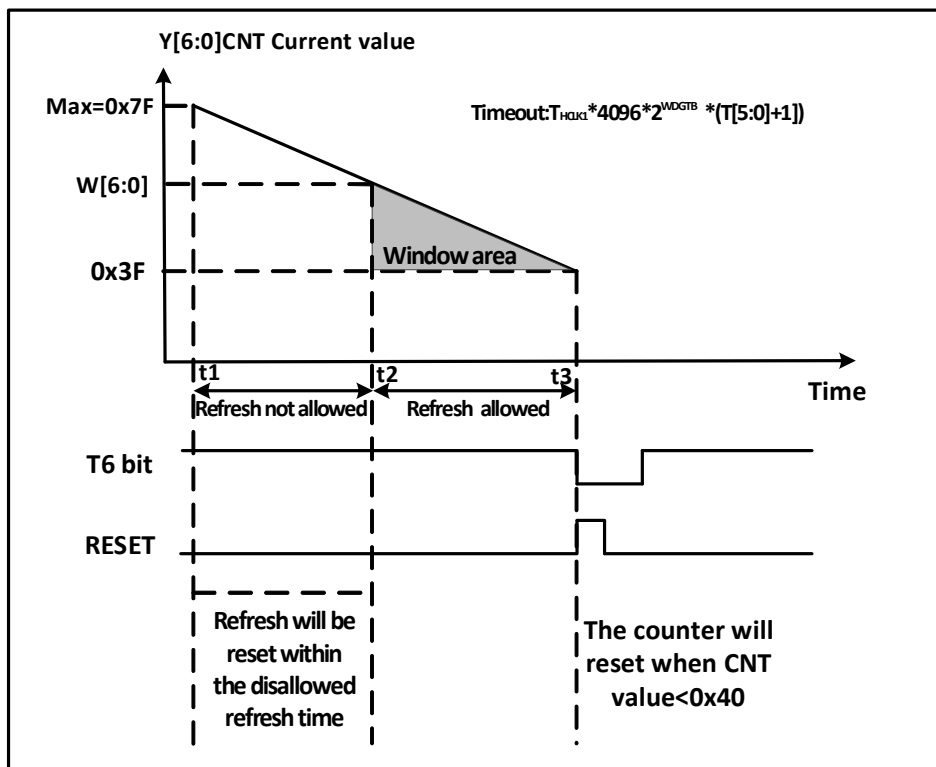 Y[6:0]CNT Current value
Max=0x7F
Timeout:THCLK1*4096*2WDGTB *(T[5:0]+1])
W[6:0]
Window area
0x3F
t1
t2
t3
Time
Refresh not allowed
Refresh allowed
T6 bit
RESET
Refresh will be
reset within
the disallowed
refresh time
The counter will
reset when CNT
value<0x40